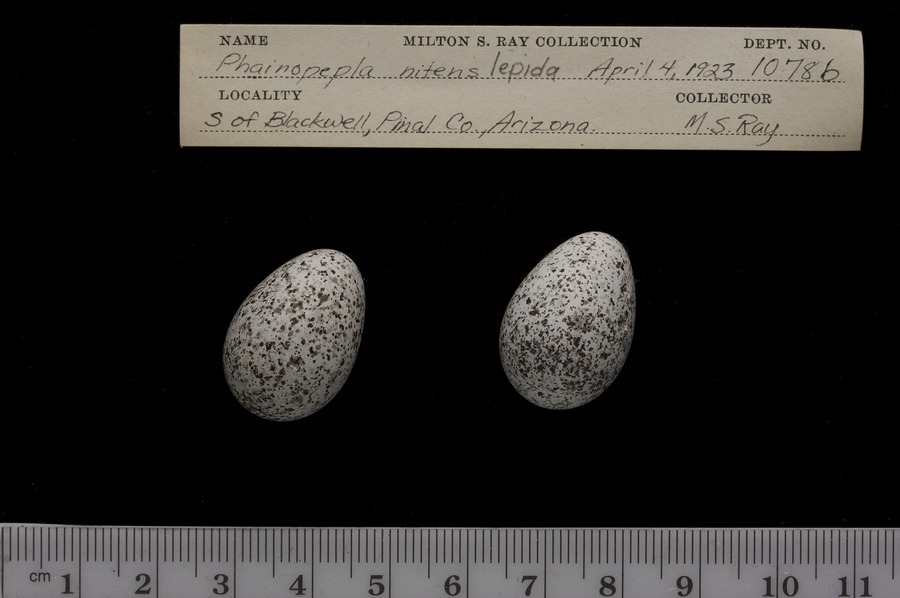 NAME MILTON S. RAY COLLECTION DEPT. NO.
Phainopepla nitens lepida April 4, 1923 10786
LOCALITY COLLECTOR
S of Blackwell, Pinal Co., Arizona. M.S. Ray
cm 1 2 3 4 5 6 7 8 9 10 11